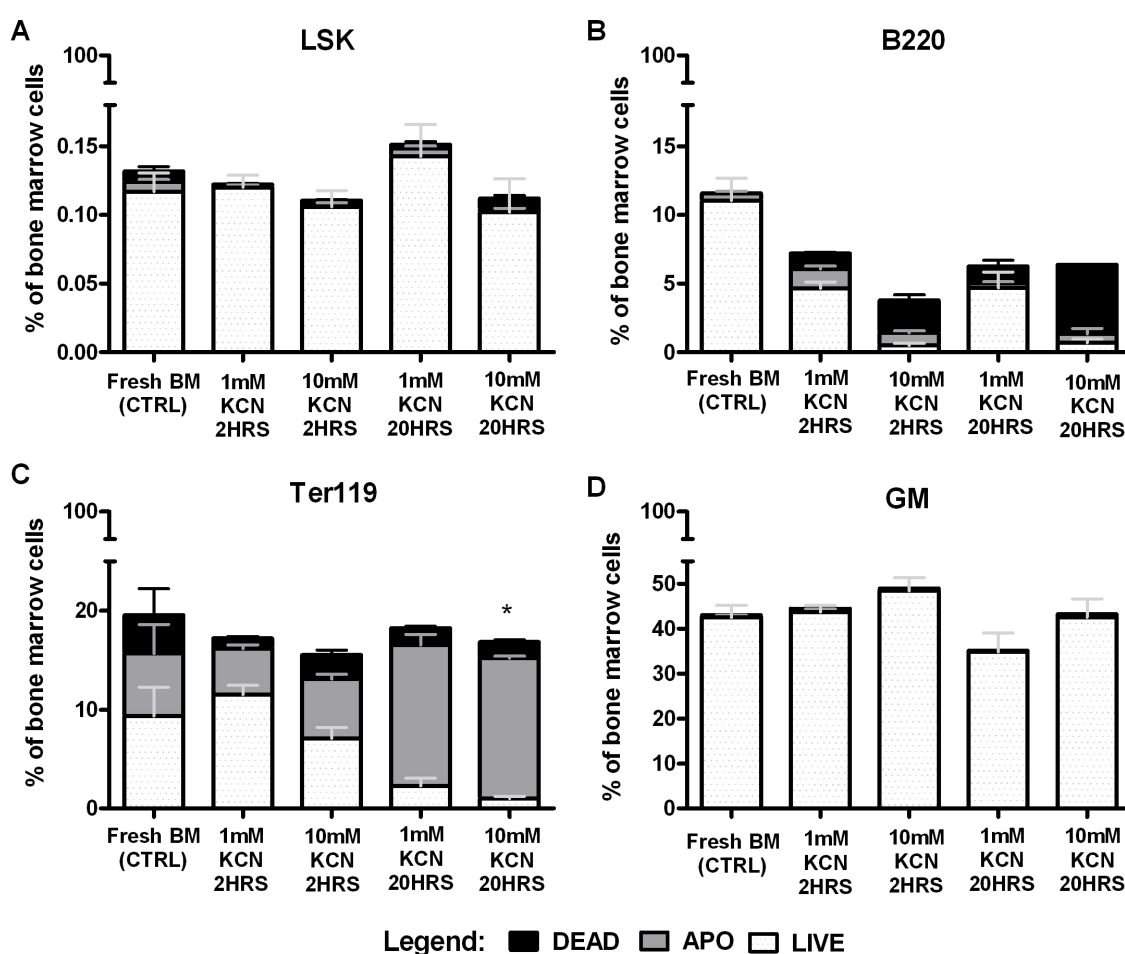 A
LSK
% of bone marrow cells
100
0.15
0.10
0.05
0.00
Fresh BM
(CTRL)
1mM
KCN
2HRS
10mM
KCN
2HRS
1mM
KCN
20HRS
10mM
KCN
20HRS
B
B220
% of bone marrow cells
100
15
10
5
0
Fresh BM
(CTRL)
1mM
KCN
2HRS
10mM
KCN
2HRS
1mM
KCN
20HRS
10mM
KCN
20HRS
C
Ter119
% of bone marrow cells
100
20
10
0
*
Fresh BM
(CTRL)
1mM
KCN
2HRS
10mM
KCN
2HRS
1mM
KCN
20HRS
10mM
KCN
20HRS
D
GM
% of bone marrow cells
100
50
40
30
20
10
0
Fresh BM
(CTRL)
1mM
KCN
2HRS
10mM
KCN
2HRS
1mM
KCN
20HRS
10mM
KCN
20HRS
Legend: DEAD APO LIVE